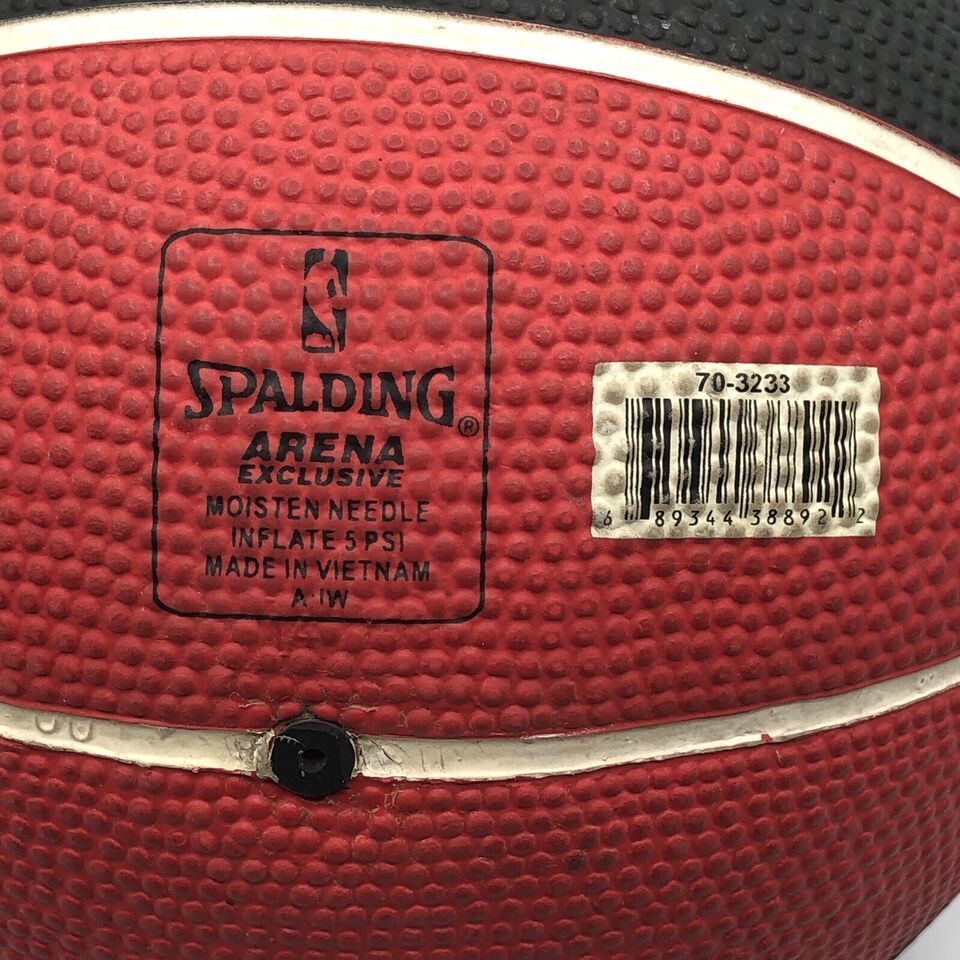 SPALDING®
ARENA
EXCLUSIVE
MOISTEN NEEDLE
INFLATE 5 PSI
MADE IN VIETNAM
A-IW
70-3233
6 89344 38892 2